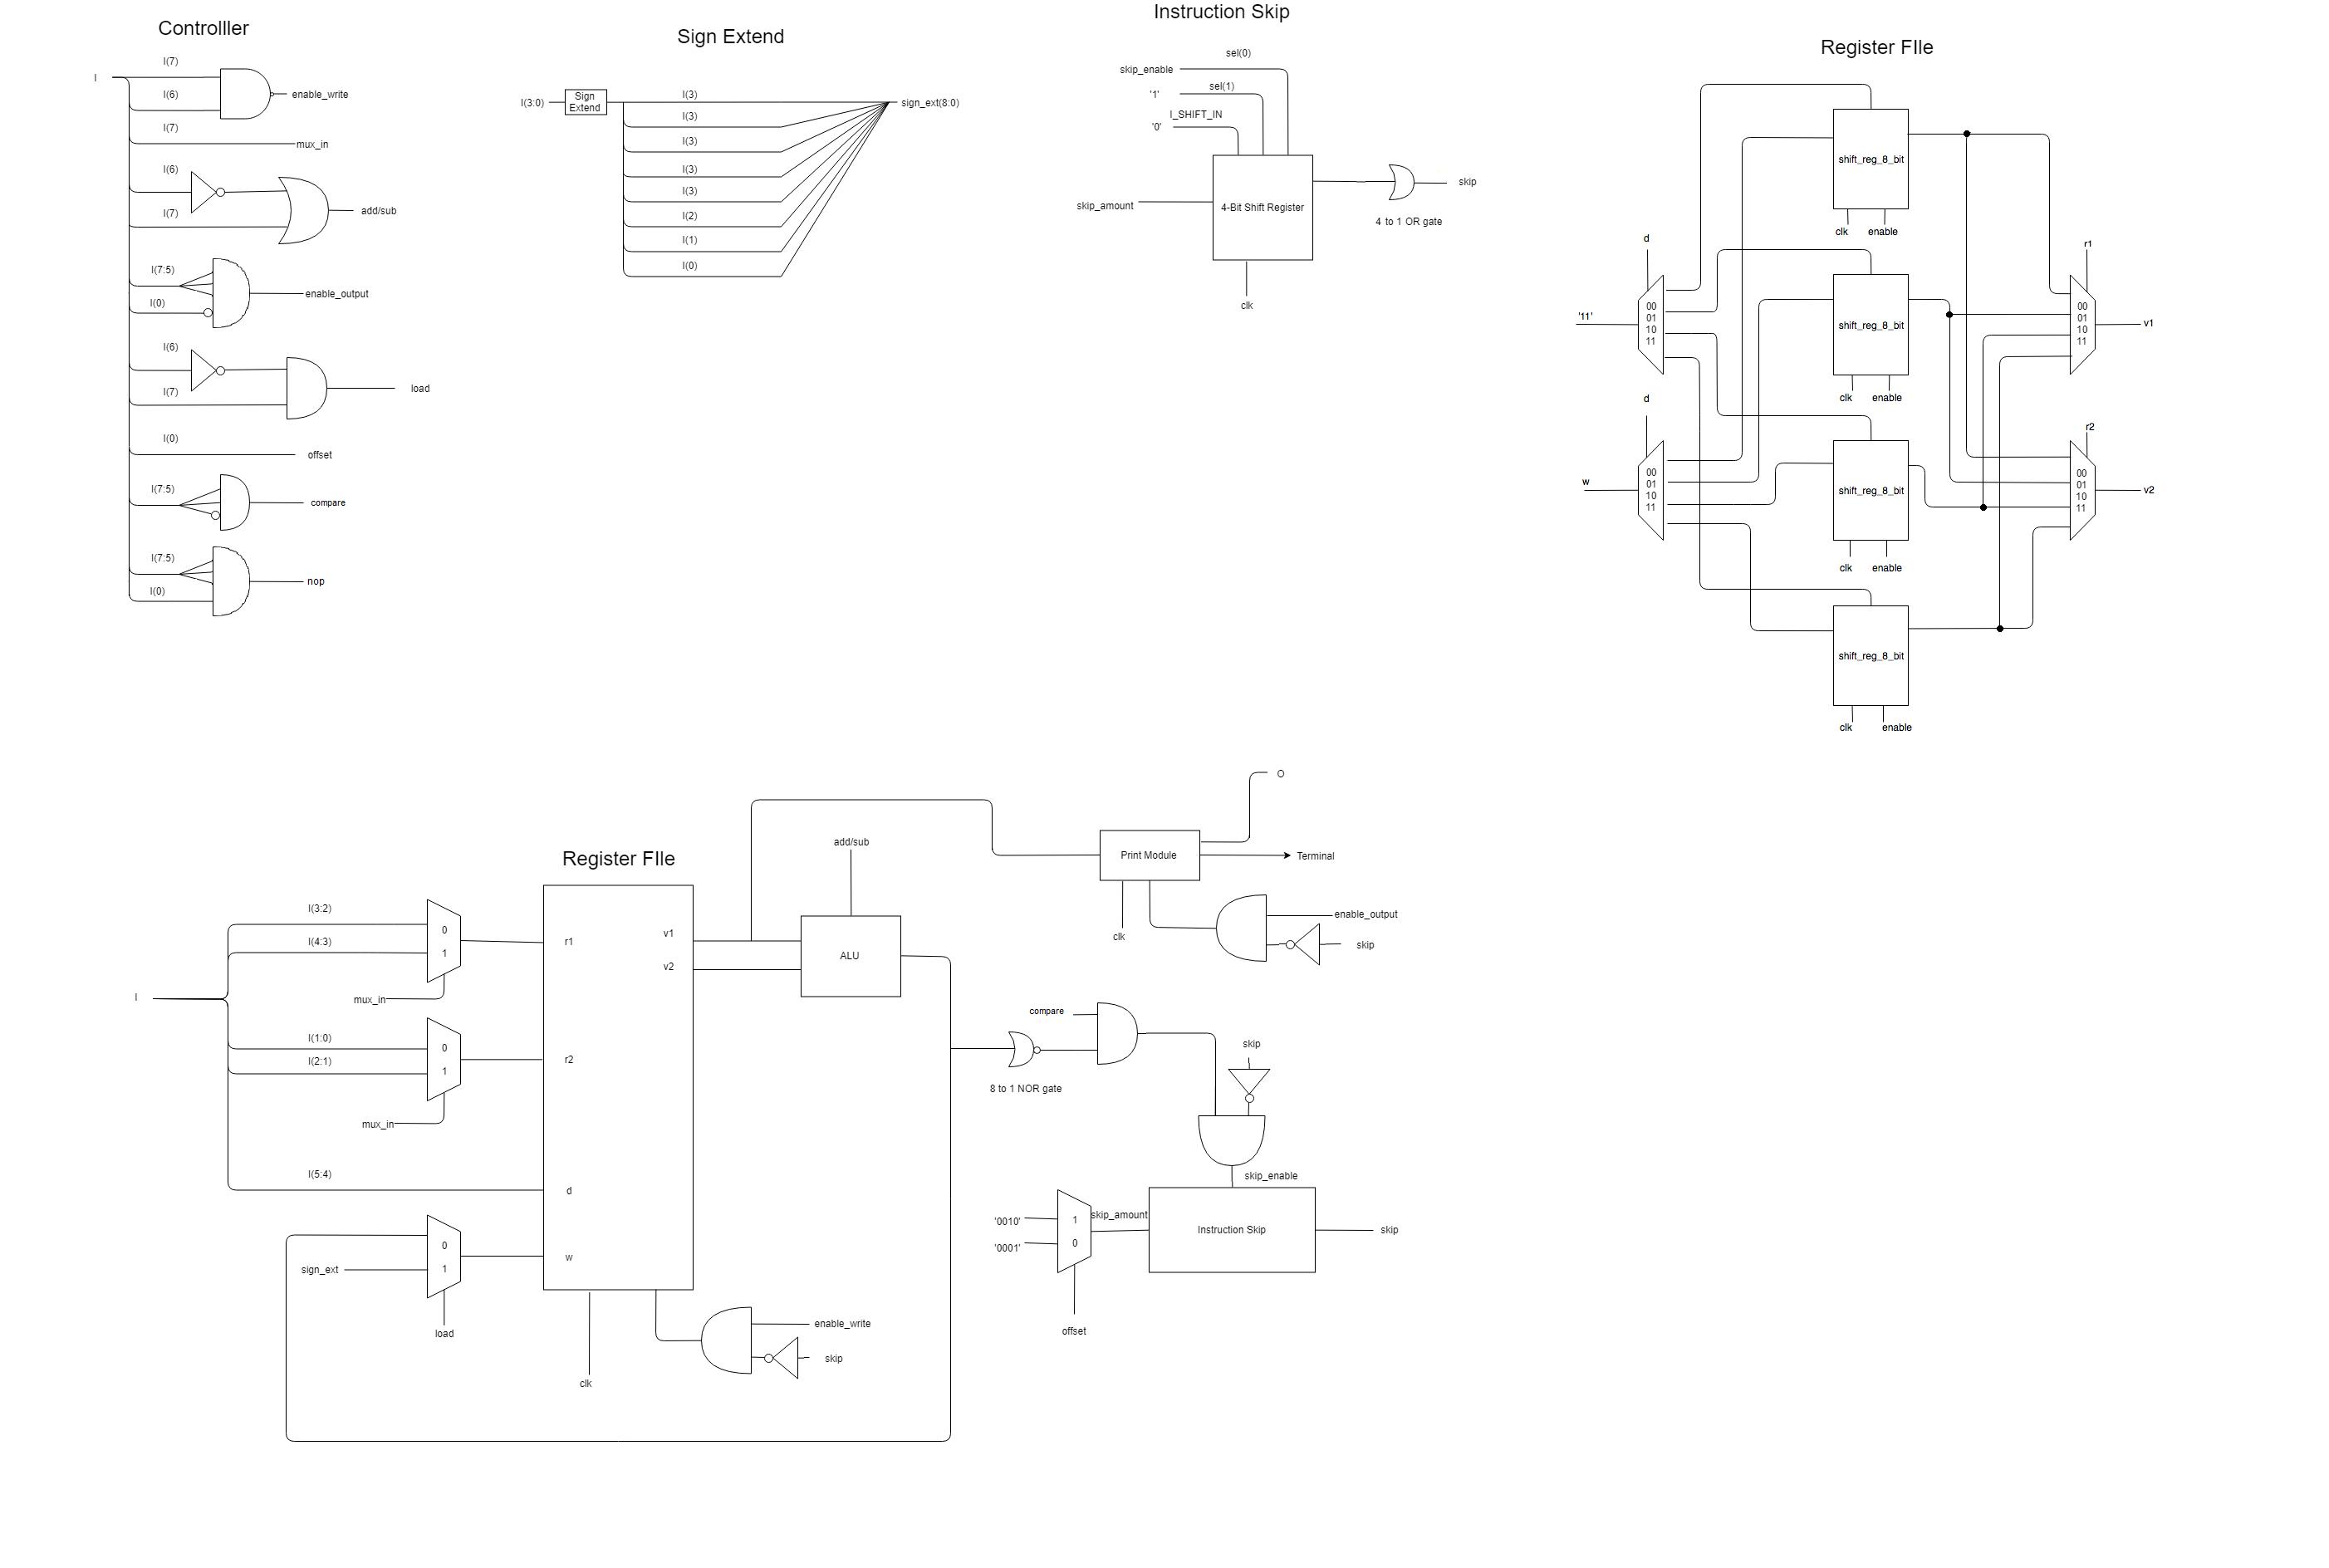 Controlller
I
I(7)
I(6)
enable_write
I(7)
mux_in
I(6)
I(7)
add/sub
I(7:5)
I(0)
enable_output
I(6)
I(7)
load
I(0)
offset
I(7:5)
compare
I(7:5)
I(0)
nop
Sign Extend
I(3:0)
Sign
Extend
I(3)
I(3)
I(3)
I(3)
I(3)
I(2)
I(1)
I(0)
sign_ext(8:0)
Instruction Skip
sel(0)
skip_enable
sel(1)
'1'
I_SHIFT_IN
'0'
skip_amount
4-Bit Shift Register
clk
skip
4 to 1 OR gate
Register FIle
d
'11'
00
01
10
11
d
w
00
01
10
11
shift_reg_8_bit
clk
enable
shift_reg_8_bit
clk
enable
shift_reg_8_bit
clk
enable
shift_reg_8_bit
clk
enable
r1
00
01
10
11
v1
r2
00
01
10
11
v2
Register FIle
I
I(3:2)
I(4:3)
0
1
mux_in
I(1:0)
I(2:1)
0
1
mux_in
I(5:4)
0
1
sign_ext
load
r1
r2
d
w
v1
v2
clk
enable_write
skip
add/sub
ALU
Print Module
O
Terminal
clk
enable_output
skip
compare
8 to 1 NOR gate
skip
skip_enable
'0010'
'0001'
1
0
skip_amount
offset
Instruction Skip
skip